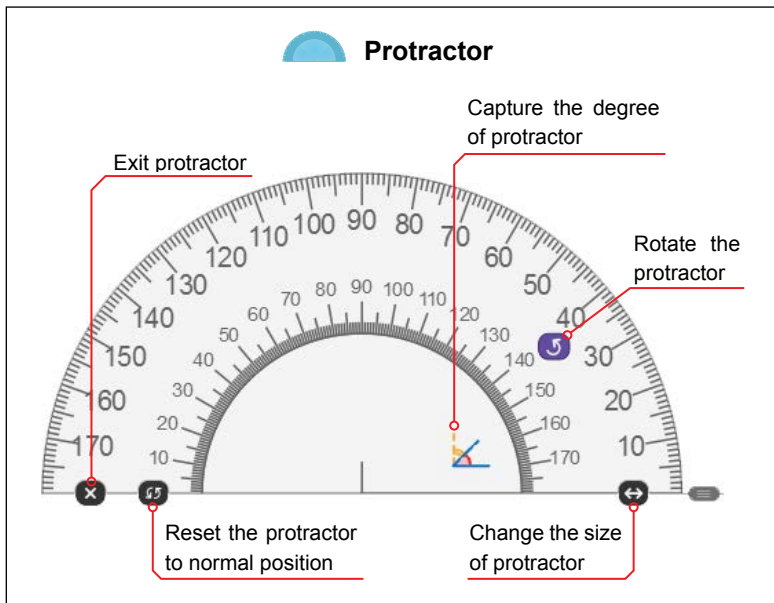 Protractor
Capture the degree
of protractor
Exit protractor
Rotate the
protractor
170 160 150 140 130 120 110 100 90 80 70 60 50 40 30 20 10
10 20 30 40 50 60 70 80 90 100 110 120 130 140 150 160 170
Reset the protractor
to normal position
Change the size
of protractor